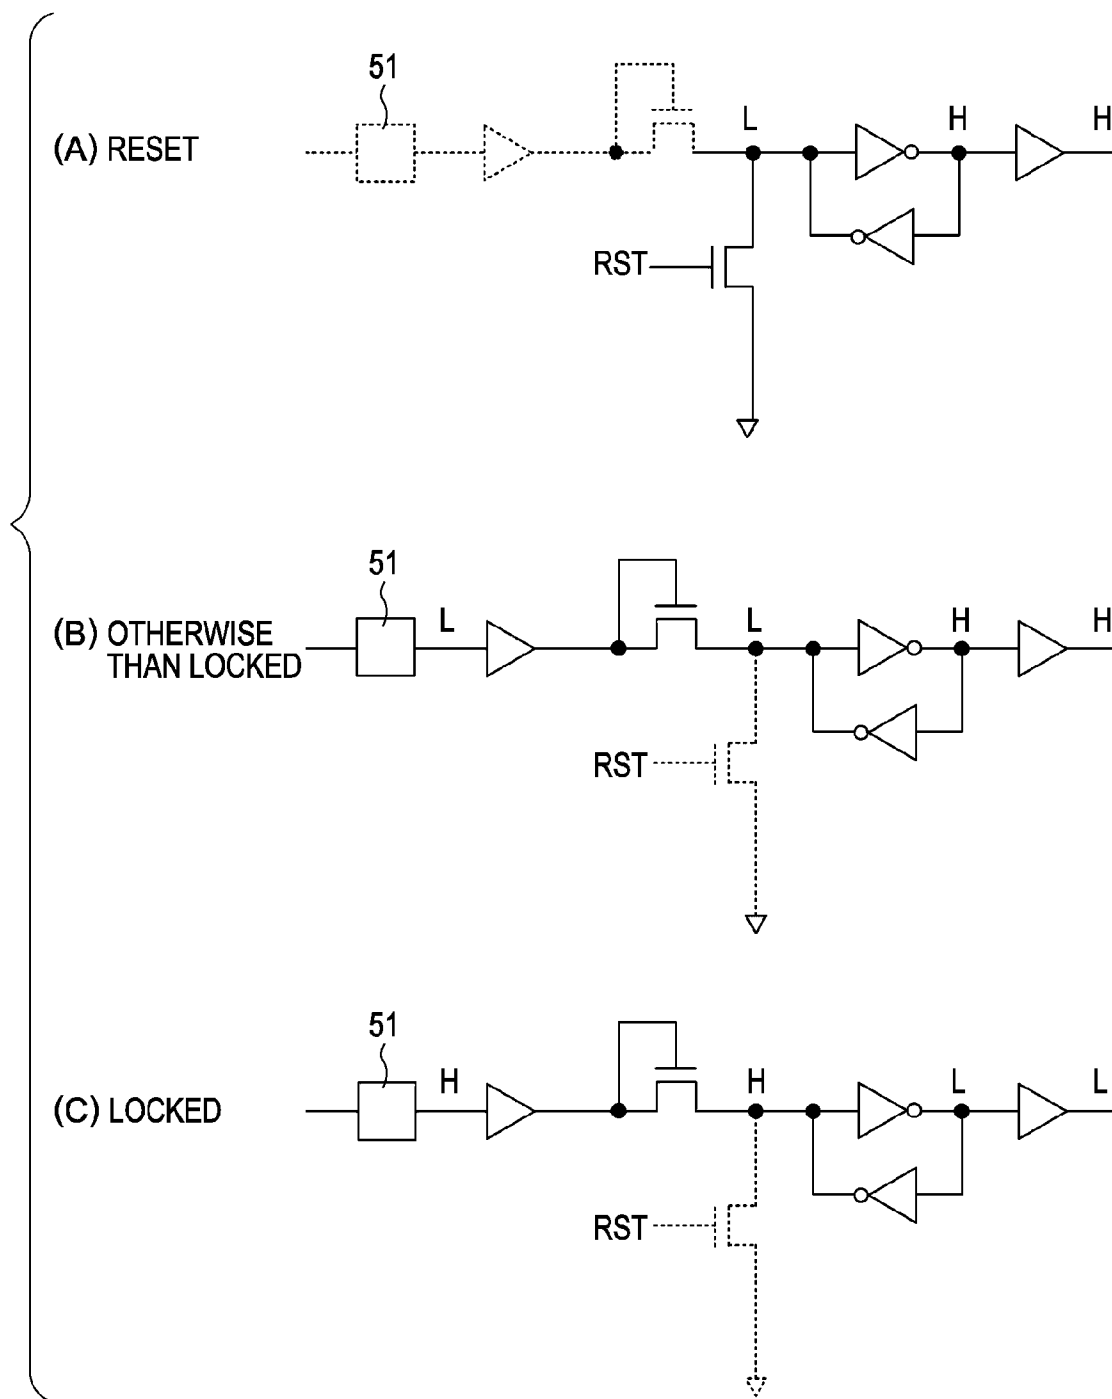 51
(A) RESET
L
H
H
RST
51
(B) OTHERWISE
THAN LOCKED
L
L
H
H
RST
51
(C) LOCKED
H
H
L
L
RST